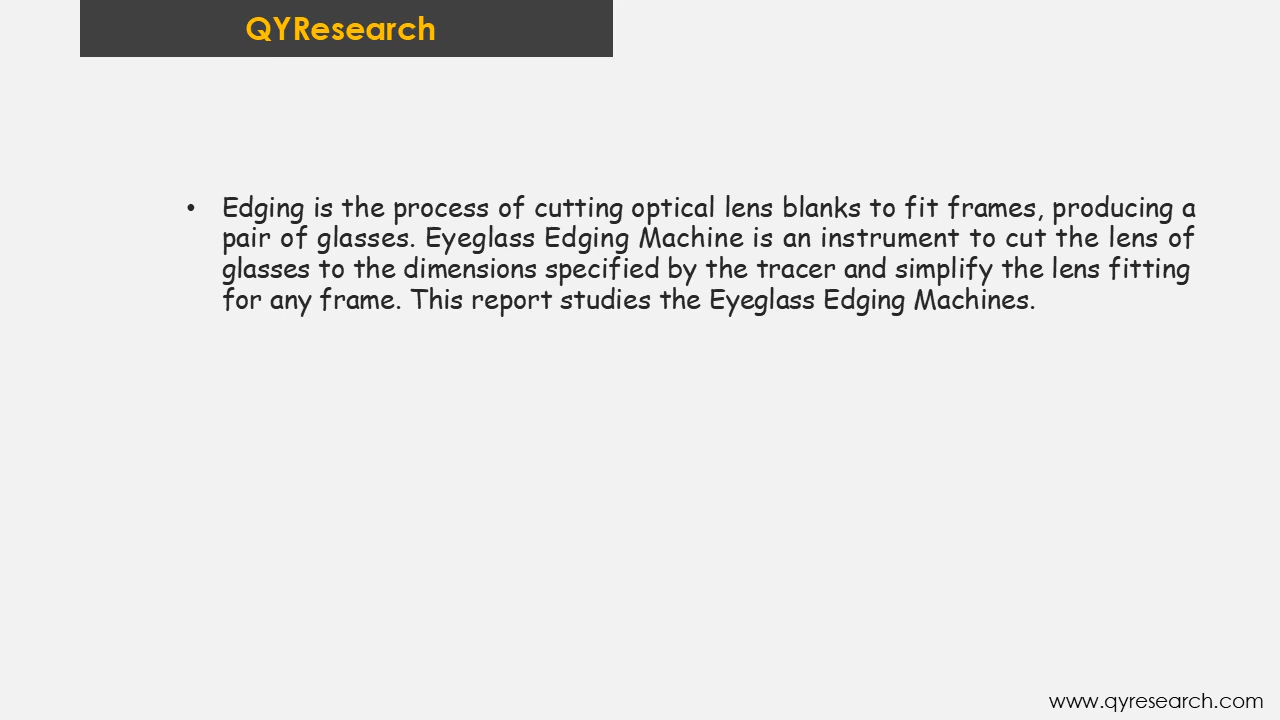 QYResearch
• Edging is the process of cutting optical lens blanks to fit frames, producing a
pair of glasses. Eyeglass Edging Machine is an instrument to cut the lens of
glasses to the dimensions specified by the tracer and simplify the lens fitting
for any frame. This report studies the Eyeglass Edging Machines.
www.qyresearch.com